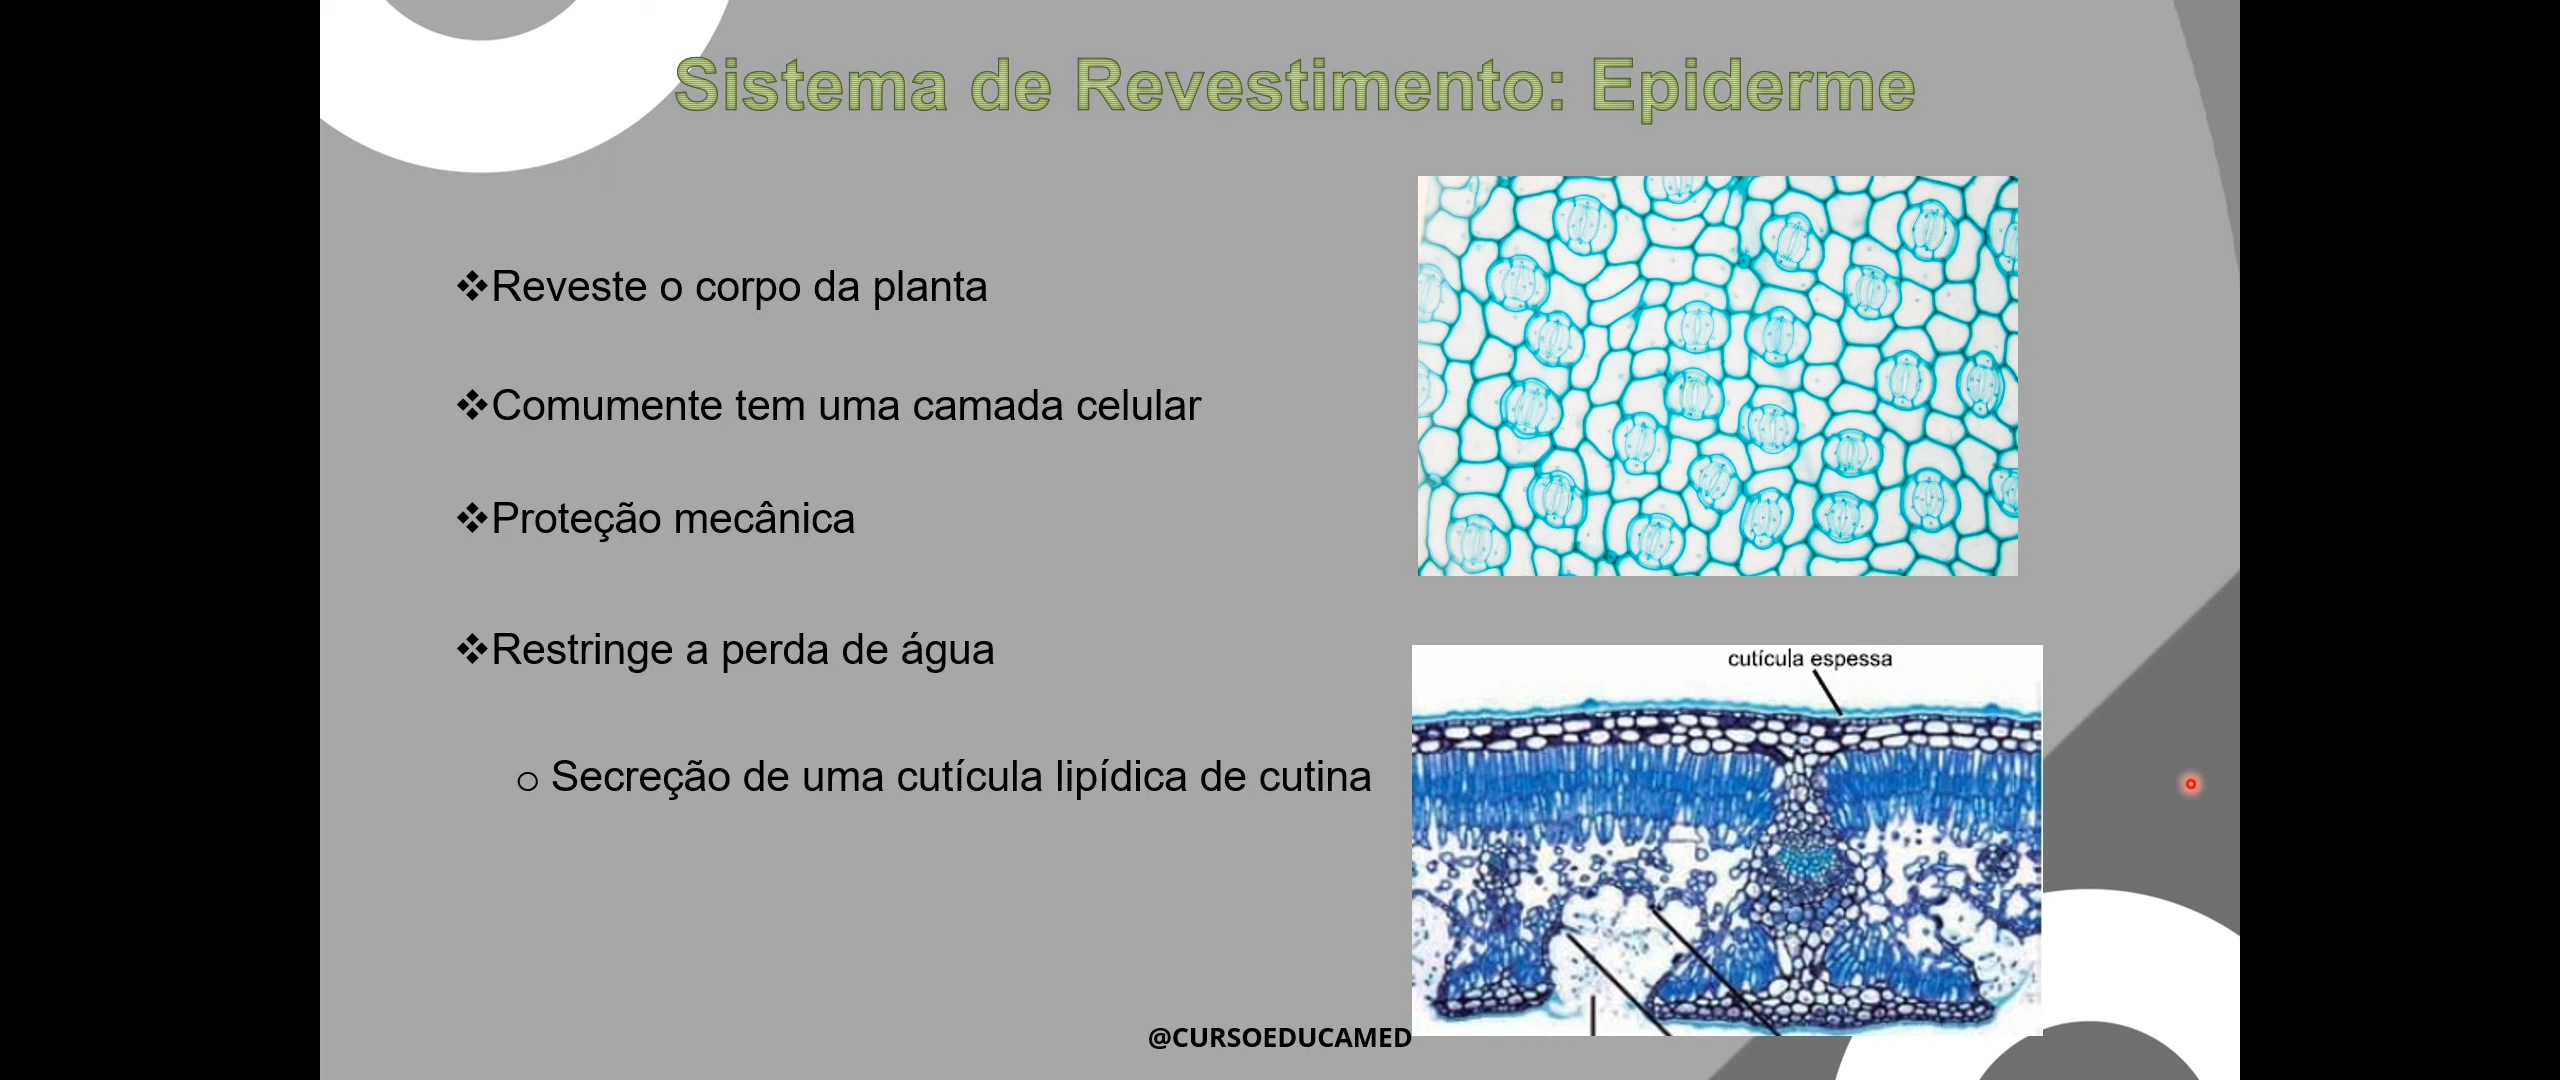 Sistema de Revestimento: Epiderme
❖Reveste o corpo da planta
❖Comumente tem uma camada celular
❖Proteção mecânica
❖Restringe a perda de água
o Secreção de uma cutícula lipídica de cutina
cutícula espessa
@CURSOEDUCAMED